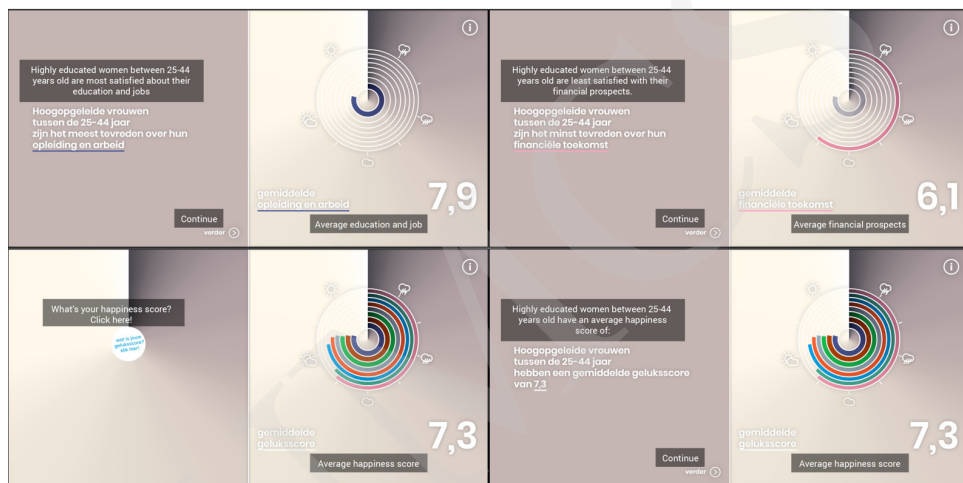 Highly educated women between 25-44
years old are most satisfied about their
education and jobs
Hoogopgeleide vrouwen
tussen de 25-44 jaar
zijn het meest tevreden over hun
opleiding en arbeid
Continue
verder
i
gemiddelde
opleiding en arbeid
7,9
Average education and job
Highly educated women between 25-44
years old are least satisfied with their
financial prospects.
Hoogopgeleide vrouwen
tussen de 25-44 jaar
zijn het minst tevreden over hun
financiële toekomst
Continue
verder
i
gemiddelde
financiële toekomst
6,1
Average financial prospects
What's your happiness score?
Click here!
wat is jouw
geluksscore?
klik hier!
i
gemiddelde
geluksscore
7,3
Average happiness score
Highly educated women between 25-44
years old have an average happiness
score of:
Hoogopgeleide vrouwen
tussen de 25-44 jaar
hebben een gemiddelde geluksscore
van 7,3
Continue
verder
i
gemiddelde
geluksscore
7,3
Average happiness score